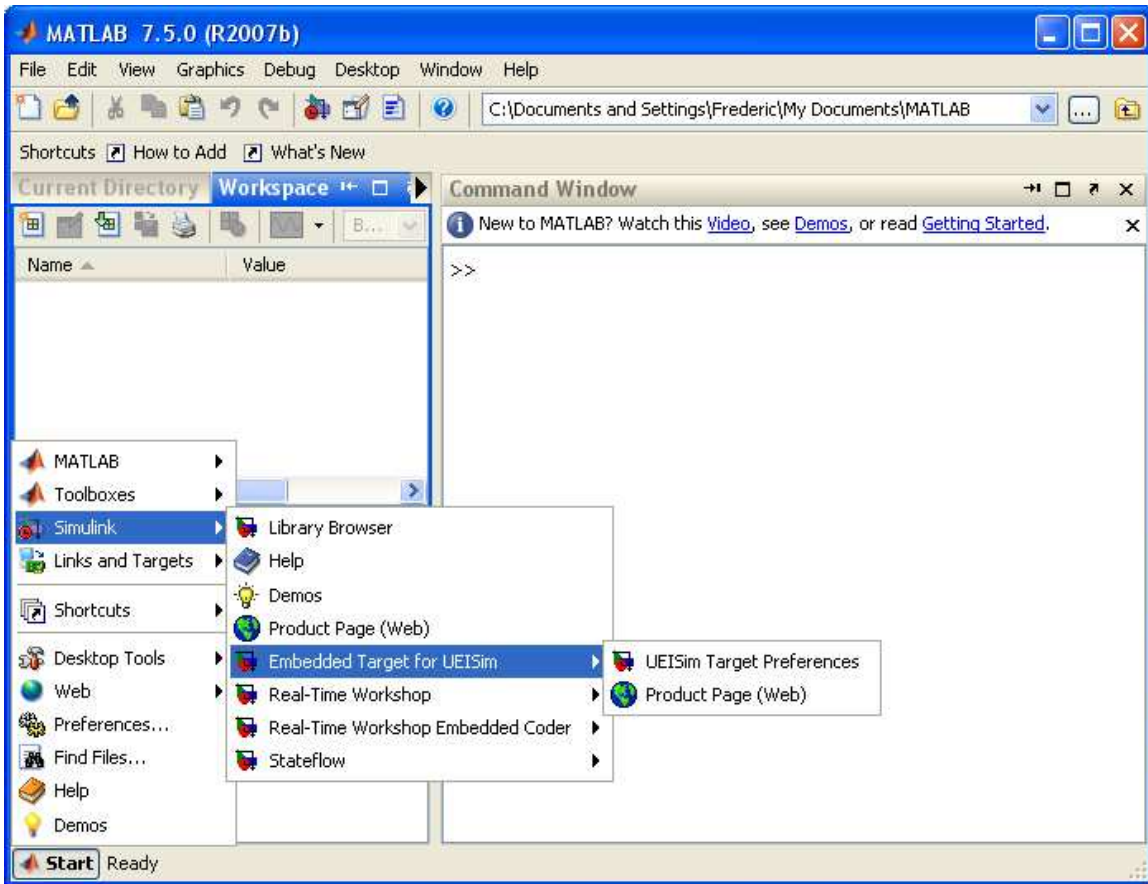 MATLAB 7.5.0 (R2007b)
File Edit View Graphics Debug Desktop Window Help
C:\Documents and Settings\Frederic\My Documents\MATLAB ...
Shortcuts How to Add What's New
Current Directory Workspace
Command Window
B...
New to MATLAB? Watch this Video, see Demos, or read Getting Started.
Name Value
>>
MATLAB
Toolboxes
Simulink
Links and Targets
Shortcuts
Desktop Tools
Web
Preferences...
Find Files...
Help
Demos
Library Browser
Help
Demos
Product Page (Web)
Embedded Target for UEISim
Real-Time Workshop
Real-Time Workshop Embedded Coder
Stateflow
UEISim Target Preferences
Product Page (Web)
Start Ready